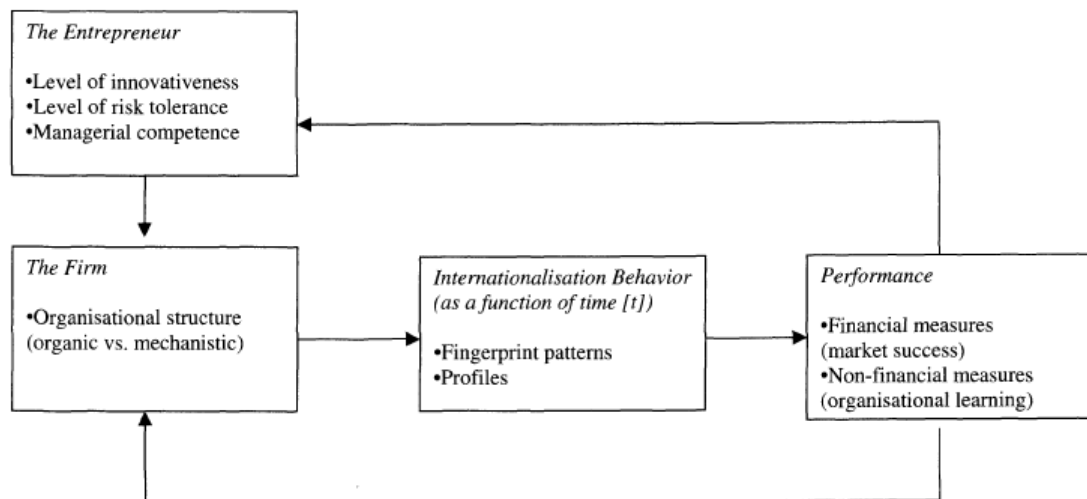 The Entrepreneur
•Level of innovativeness
•Level of risk tolerance
•Managerial competence
The Firm
•Organisational structure
(organic vs. mechanistic)
Internationalisation Behavior
(as a function of time [t])
•Fingerprint patterns
•Profiles
Performance
•Financial measures
(market success)
•Non-financial measures
(organisational learning)